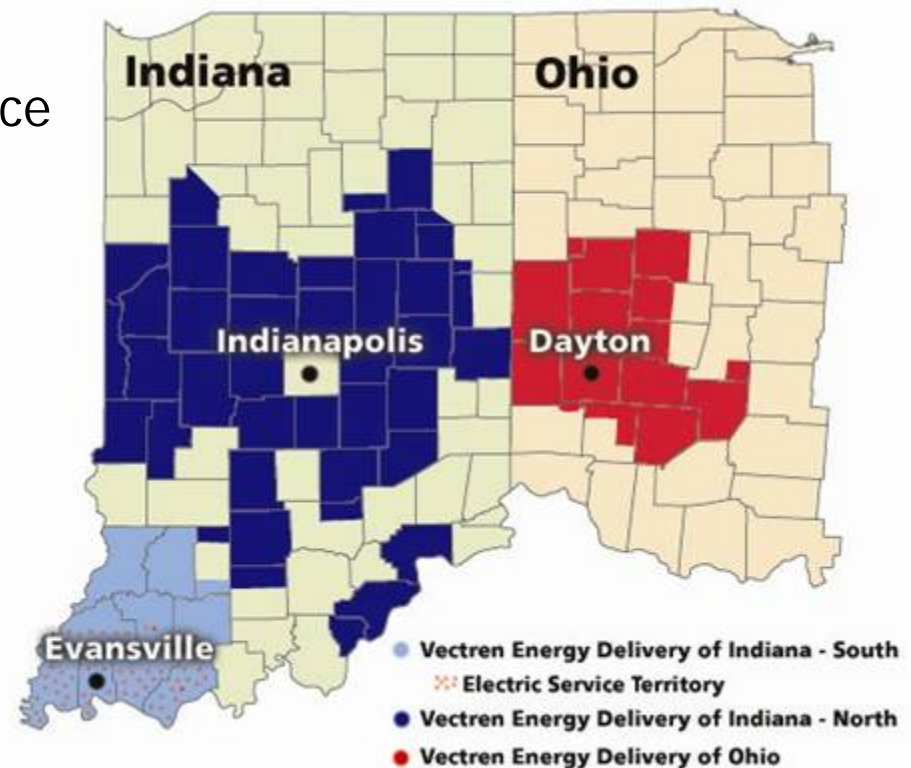 Indiana
Ohio
ce
Indianapolis
Dayton
Evansville
Vectren Energy Delivery of Indiana - South
Electric Service Territory
Vectren Energy Delivery of Indiana - North
Vectren Energy Delivery of Ohio